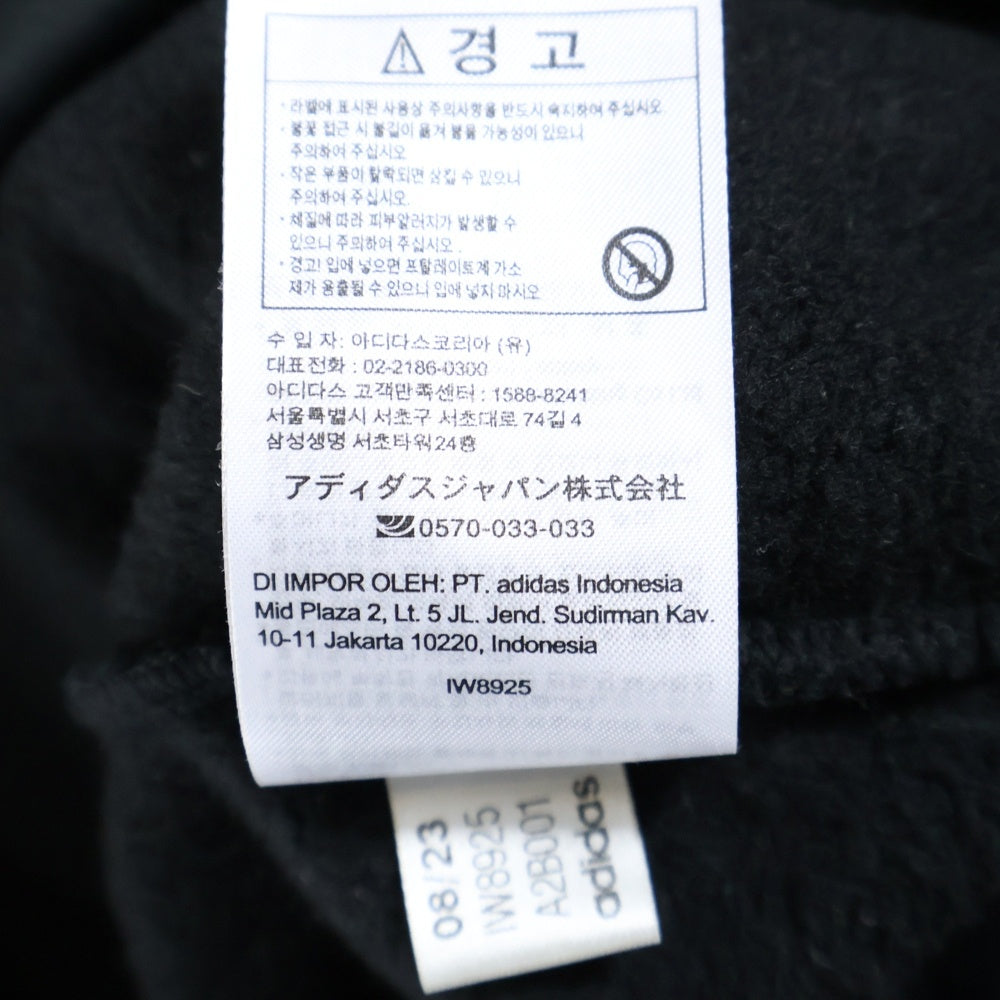 경 고
· 라벨에 표시된 사용상 주의사항을 반드시 숙지하여 주십시오.
· 불꽃 접근 시 불길이 옮겨 붙을 가능성이 있으니
주의하여 주십시오
· 작은 부품이 탈락되면 삼킬 수 있으니
주의하여 주십시오.
· 체질에 따라 피부알러지가 발생할 수
있으니 주의하여 주십시오.
· 경고! 입에 넣으면 프탈레이트계 가소
제가 용출될 수 있으니 입에 넣지 마시오
수 입 자: 아디다스코리아 (유)
대표전화 : 02-2186-0300
아디다스 고객만족센터 : 1588-8241
서울특별시 서초구 서초대로 74길 4
삼성생명 서초타워24층
アディダスジャパン株式会社
0570-033-033
DI IMPOR OLEH: PT. adidas Indonesia
Mid Plaza 2, Lt. 5 JL. Jend. Sudirman Kav.
10-11 Jakarta 10220, Indonesia
IW8925
08/23
IW8925
A2B001
adidas